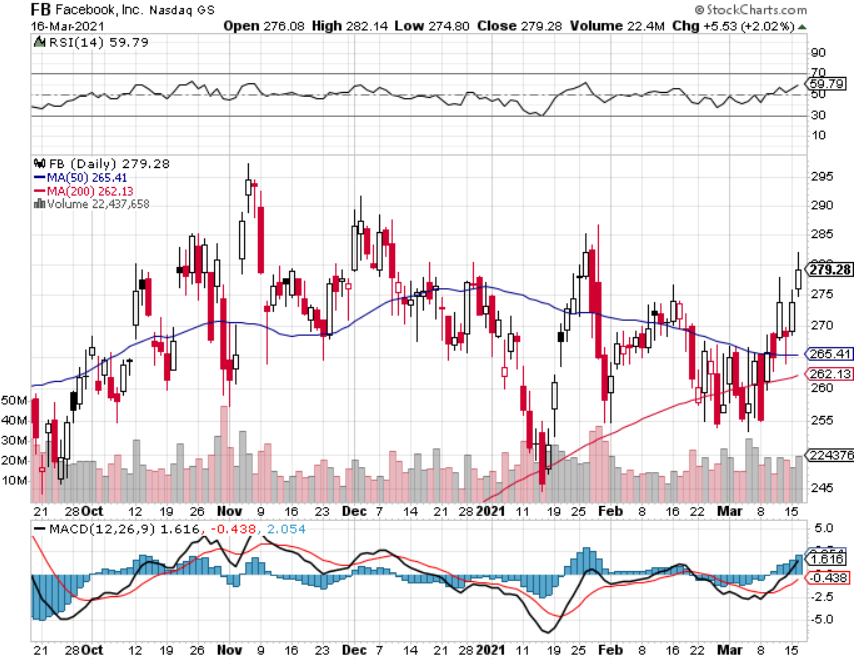 FB Facebook, Inc. Nasdaq GS © StockCharts.com
16-Mar-2021 Open 276.08 High 282.14 Low 274.80 Close 279.28 Volume 22.4M Chg +5.53 (+2.02%)
RSI(14) 59.79
90
70
59.79
50
30
10
FB (Daily) 279.28
MA(50) 265.41
MA(200) 262.13
Volume 22,437,658
295
290
285
280
279.28
275
270
265.41
262.13
260
255
224376
245
50M
40M
30M
20M
10M
21 28 Oct 5 12 19 26 Nov 9 16 23 Dec 7 14 21 28 2021 11 19 25 Feb 8 16 22 Mar 8 15
MACD(12,26,9) 1.616, -0.438, 2.054
5.0
1.616
-0.438
-2.5
-5.0
21 28 Oct 5 12 19 26 Nov 9 16 23 Dec 7 14 21 28 2021 11 19 25 Feb 8 16 22 Mar 8 15